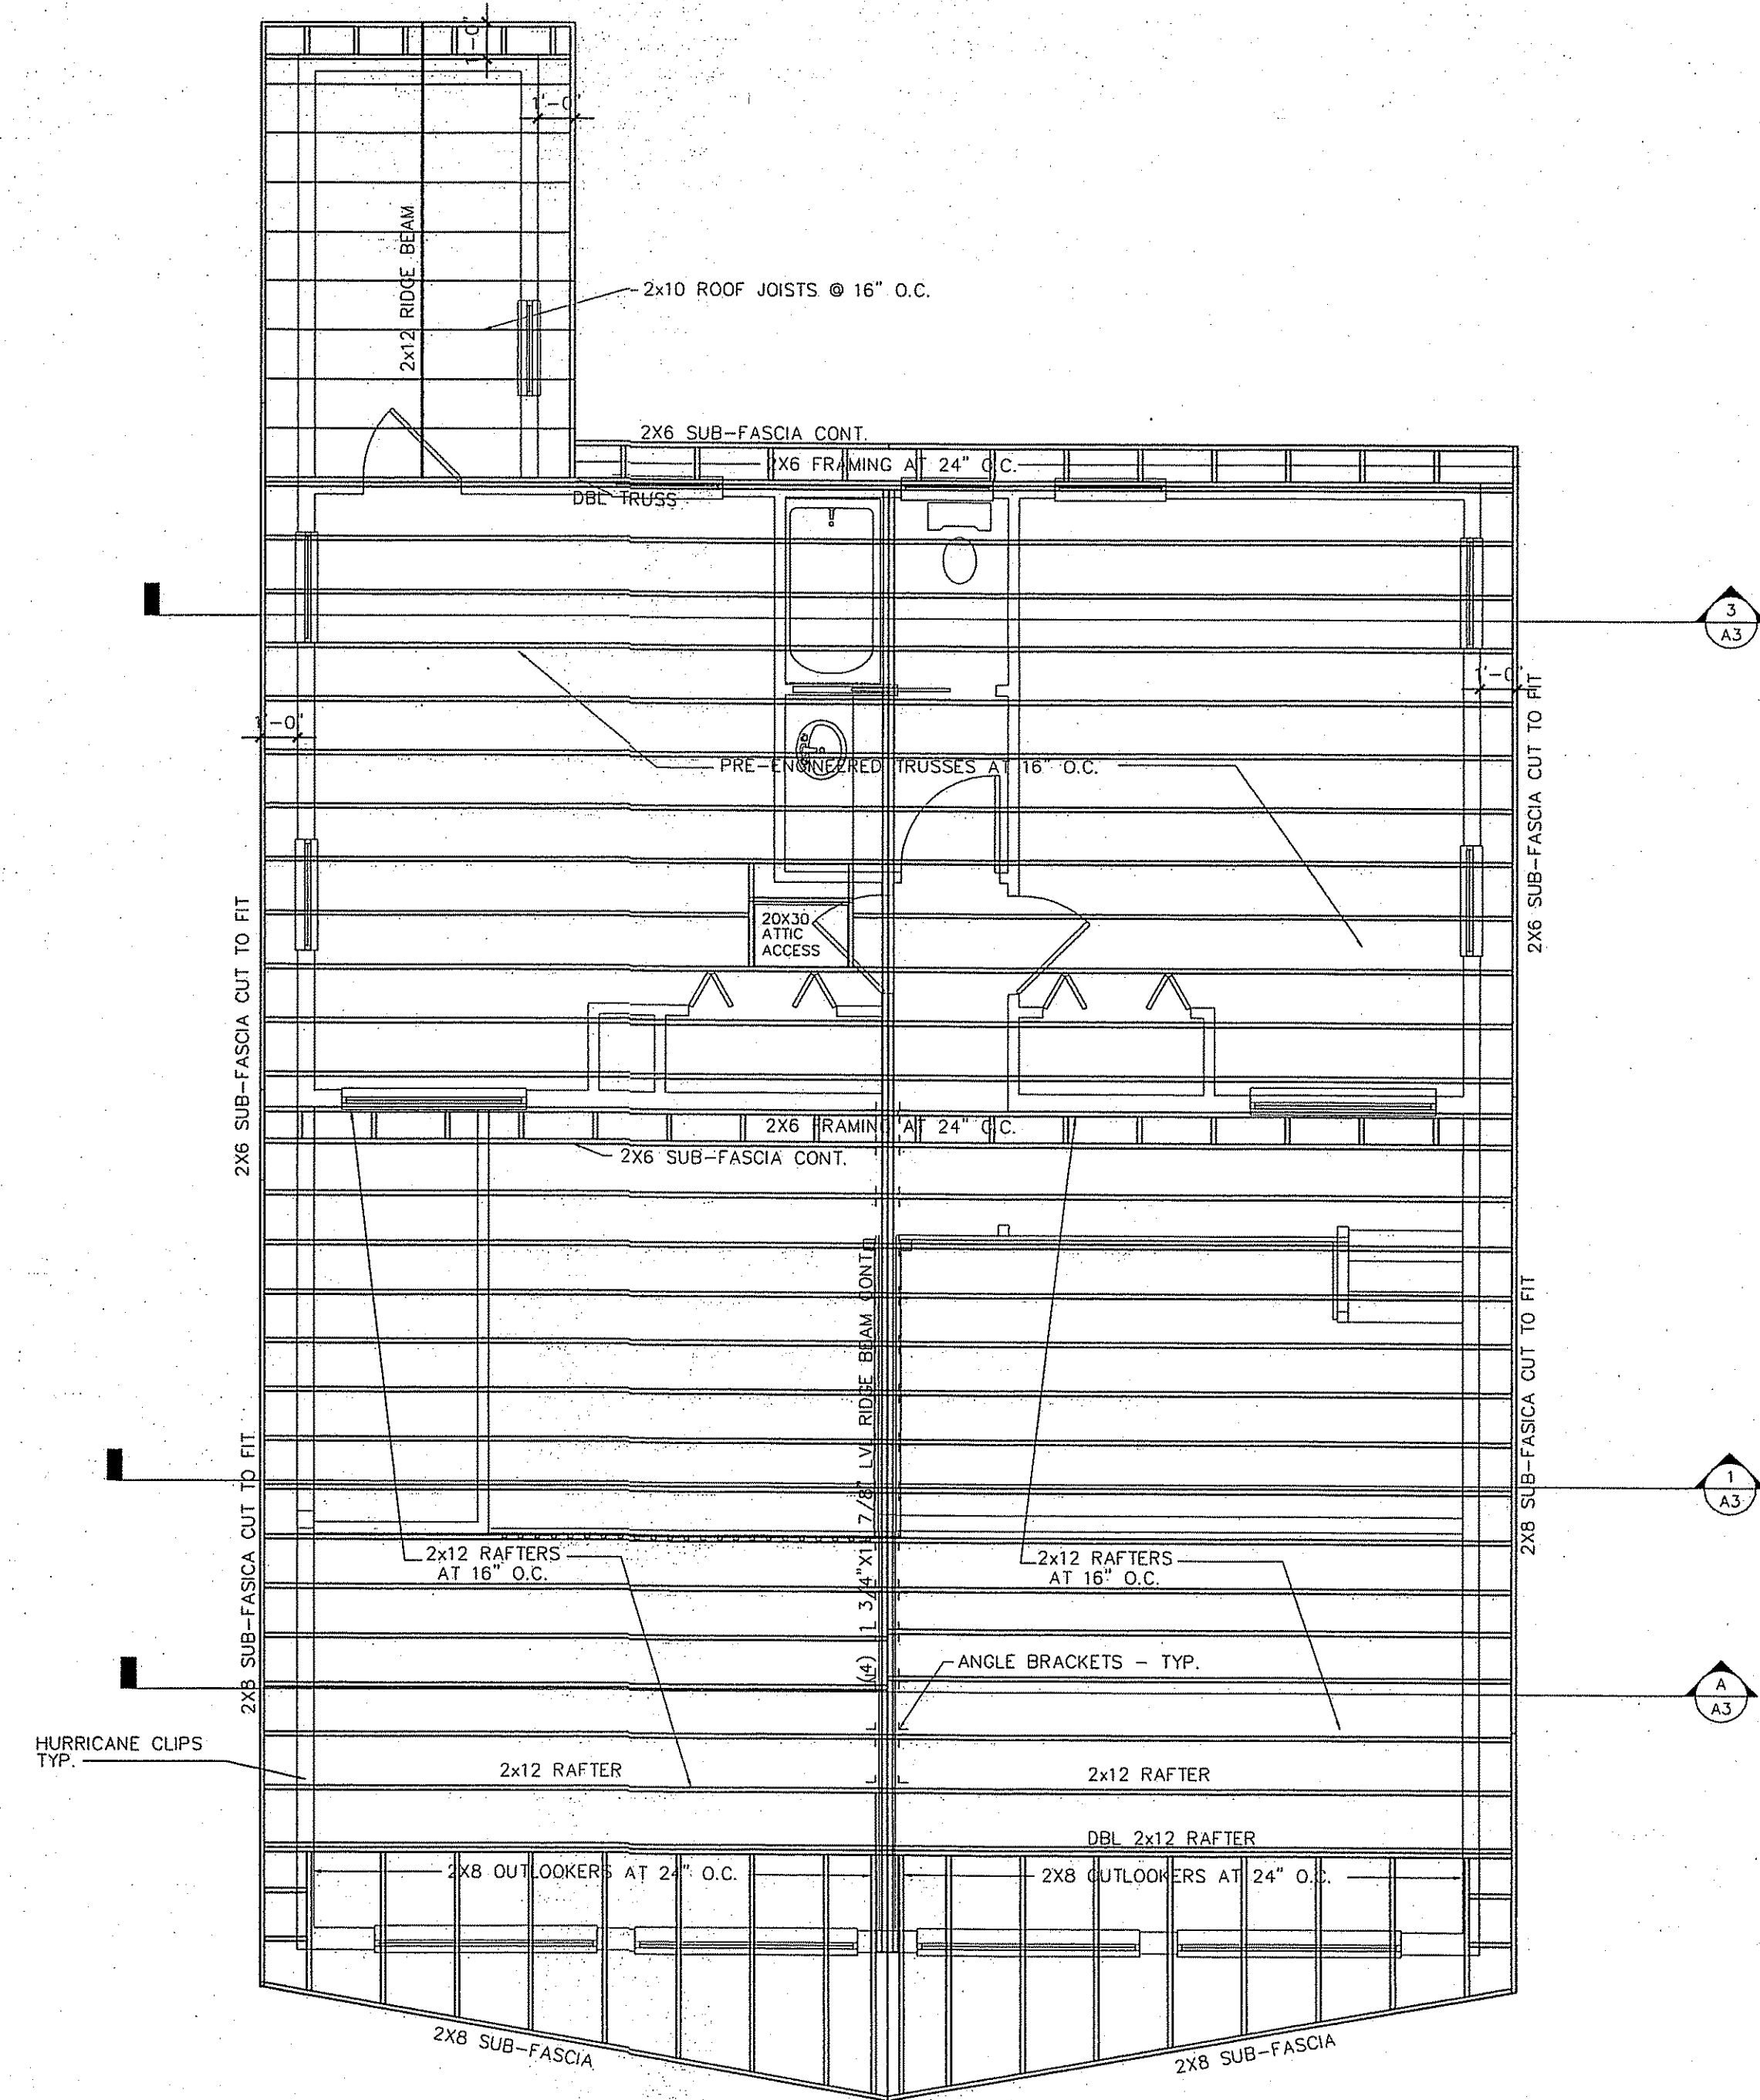 1'-0"
1'-0"
2x12 RIDGE BEAM
2x10 ROOF JOISTS @ 16" O.C.
2X6 SUB-FASCIA CONT.
2X6 FRAMING AT 24" O.C.
DBL TRUSS
3
A3
1'-0"
1'-0"
2X6 SUB-FASCIA CUT TO FIT
PRE-ENGINEERED TRUSSES AT 16" O.C.
20X30
ATTIC
ACCESS
2X6 SUB-FASCIA CUT TO FIT
2X6 FRAMING AT 24" O.C.
2X6 SUB-FASCIA CONT.
(4) 1 3/4"X11 7/8" LVL RIDGE BEAM CONT.
2X8 SUB-FASICA CUT TO FIT
2X8 SUB-FASICA CUT TO FIT
1
A3
2x12 RAFTERS
AT 16" O.C.
2x12 RAFTERS
AT 16" O.C.
ANGLE BRACKETS – TYP.
A
A3
HURRICANE CLIPS
TYP.
2x12 RAFTER
2x12 RAFTER
DBL 2x12 RAFTER
2X8 OUTLOOKERS AT 24" O.C.
2X8 OUTLOOKERS AT 24" O.C.
2X8 SUB-FASCIA
2X8 SUB-FASCIA